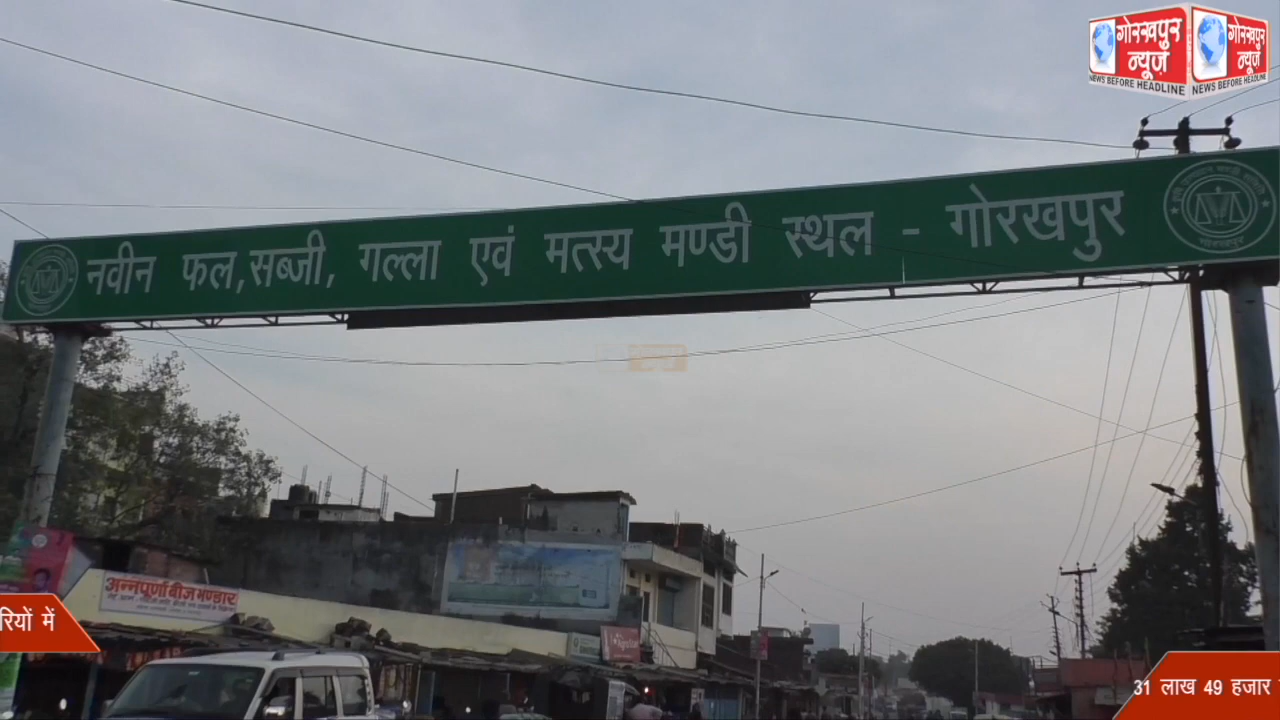 गोरखपुर
न्यूज़
NEWS BEFORE HEADLINE
गोरखपुर
न्यूज़
NEWS BEFORE HEADLINE
नवीन फल,सब्जी, गल्ला एवं मत्स्य मण्डी स्थल - गोरखपुर
अन्नपूर्णा बीज भण्डार
रियों में
31 लाख 49 हजार